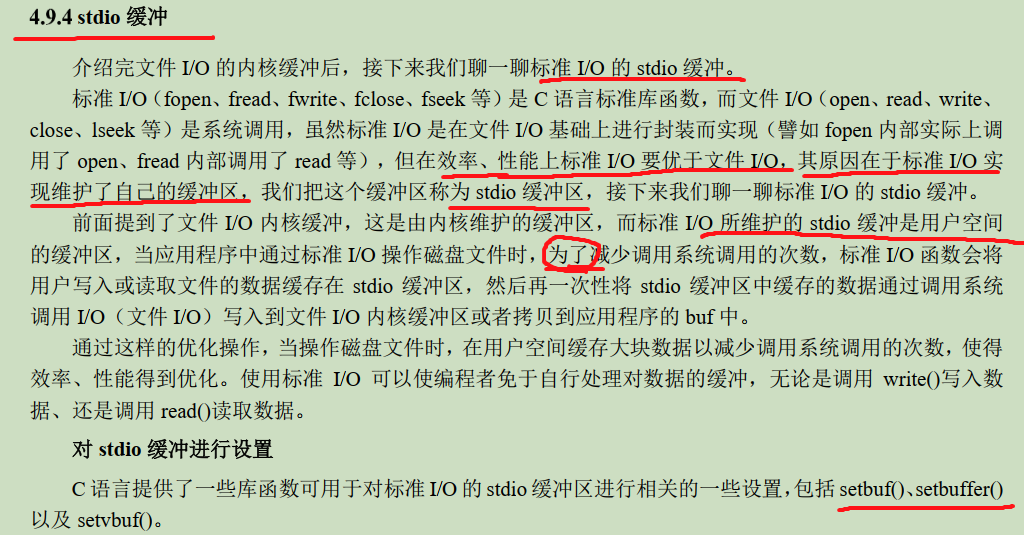 4.9.4 stdio 缓冲
介绍完文件 I/O 的内核缓冲后，接下来我们聊一聊标准 I/O 的 stdio 缓冲。
标准 I/O（fopen、fread、fwrite、fclose、fseek 等）是 C 语言标准库函数，而文件 I/O（open、read、write、
close、lseek 等）是系统调用，虽然标准 I/O 是在文件 I/O 基础上进行封装而实现（譬如 fopen 内部实际上调
用了 open、fread 内部调用了 read 等），但在效率、性能上标准 I/O 要优于文件 I/O，其原因在于标准 I/O 实
现维护了自己的缓冲区，我们把这个缓冲区称为 stdio 缓冲区，接下来我们聊一聊标准 I/O 的 stdio 缓冲。
前面提到了文件 I/O 内核缓冲，这是由内核维护的缓冲区，而标准 I/O 所维护的 stdio 缓冲是用户空间
的缓冲区，当应用程序中通过标准 I/O 操作磁盘文件时，为了减少调用系统调用的次数，标准 I/O 函数会将
用户写入或读取文件的数据缓存在 stdio 缓冲区，然后再一次性将 stdio 缓冲区中缓存的数据通过调用系统
调用 I/O（文件 I/O）写入到文件 I/O 内核缓冲区或者拷贝到应用程序的 buf 中。
通过这样的优化操作，当操作磁盘文件时，在用户空间缓存大块数据以减少调用系统调用的次数，使得
效率、性能得到优化。使用标准 I/O 可以使编程者免于自行处理对数据的缓冲，无论是调用 write()写入数
据、还是调用 read()读取数据。
对 stdio 缓冲进行设置
C 语言提供了一些库函数可用于对标准 I/O 的 stdio 缓冲区进行相关的一些设置，包括 setbuf()、setbuffer()
以及 setvbuf()。